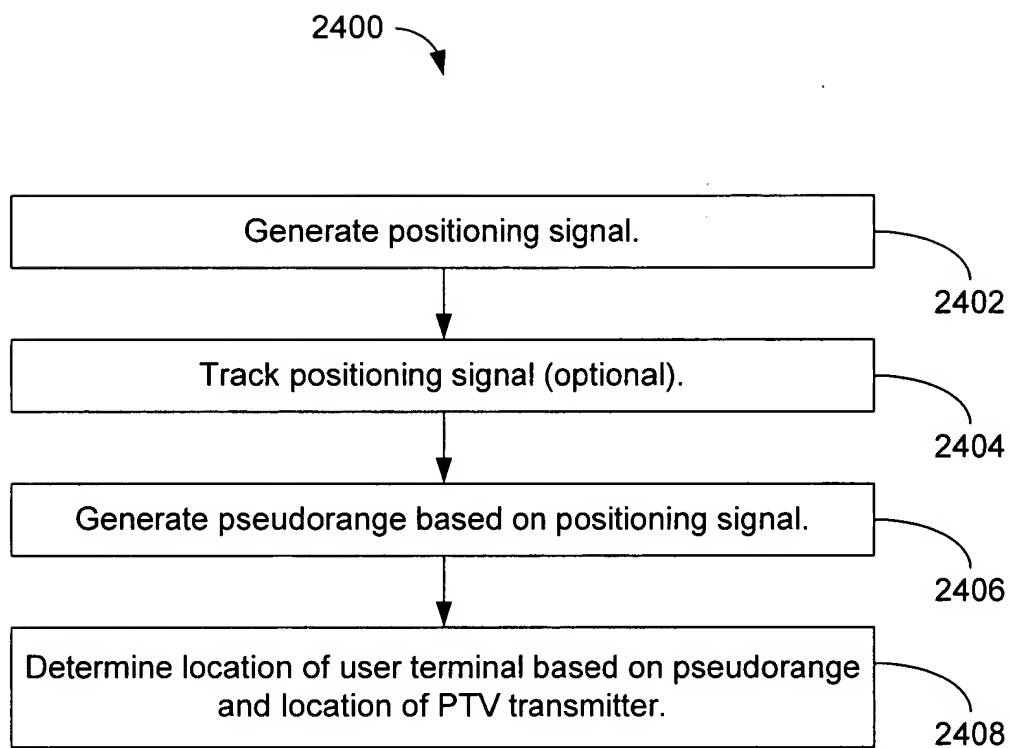 2400
Generate positioning signal.
2402
Track positioning signal (optional).
2404
Generate pseudorange based on positioning signal.
2406
Determine location of user terminal based on pseudorange
and location of PTV transmitter.
2408